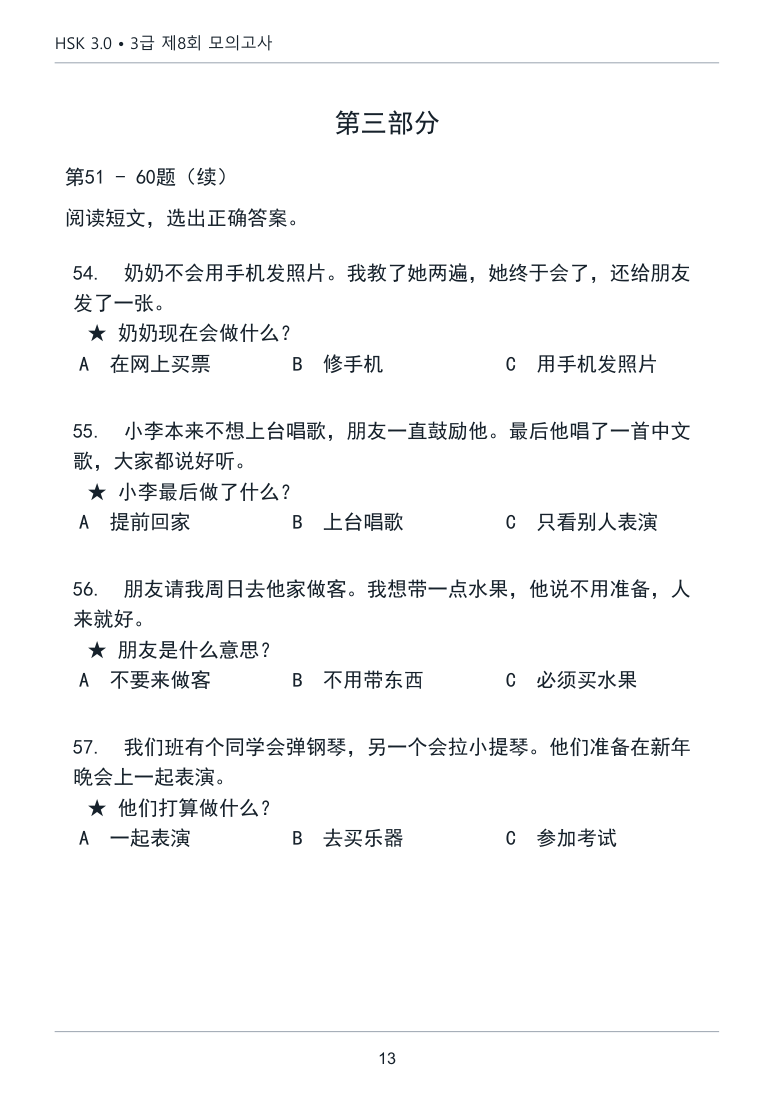 HSK 3.0 • 3급 제8회 모의고사
第三部分
第51 - 60题（续）
阅读短文，选出正确答案。
54. 奶奶不会用手机发照片。我教了她两遍，她终于会了，还给朋友
发了一张。
★ 奶奶现在会做什么？
A 在网上买票 B 修手机 C 用手机发照片
55. 小李本来不想上台唱歌，朋友一直鼓励他。最后他唱了一首中文
歌，大家都说好听。
★ 小李最后做了什么？
A 提前回家 B 上台唱歌 C 只看别人表演
56. 朋友请我周日去他家做客。我想带一点水果，他说不用准备，人
来就好。
★ 朋友是什么意思？
A 不要来做客 B 不用带东西 C 必须买水果
57. 我们班有个同学会弹钢琴，另一个会拉小提琴。他们准备在新年
晚会上一起表演。
★ 他们打算做什么？
A 一起表演 B 去买乐器 C 参加考试
13